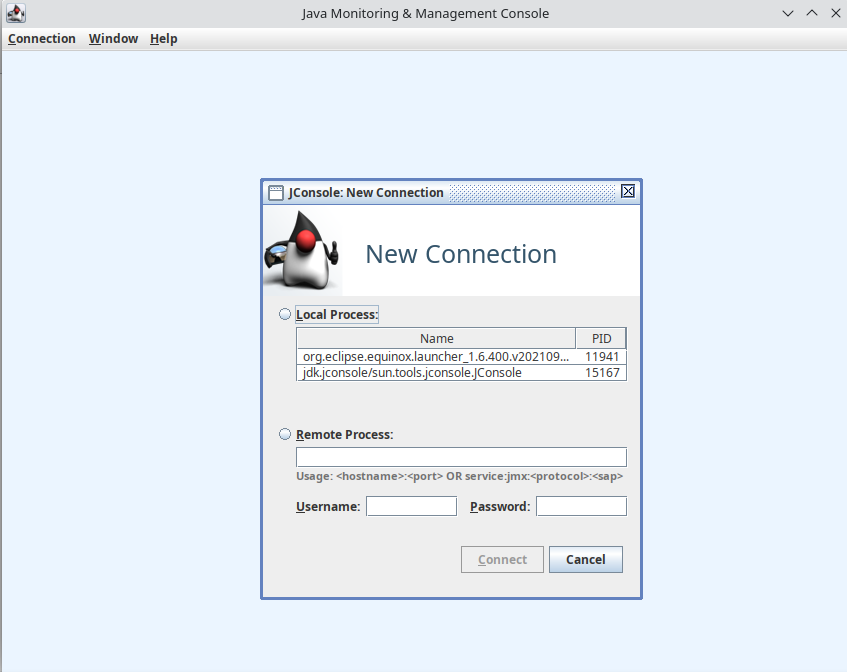 Java Monitoring & Management Console
Connection Window Help
JConsole: New Connection
New Connection
Local Process:
Name PID
org.eclipse.equinox.launcher_1.6.400.v202109... 11941
jdk.jconsole/sun.tools.jconsole.JConsole 15167
Remote Process:
Usage: <hostname>:<port> OR service:jmx:<protocol>:<sap>
Username: Password:
Connect Cancel